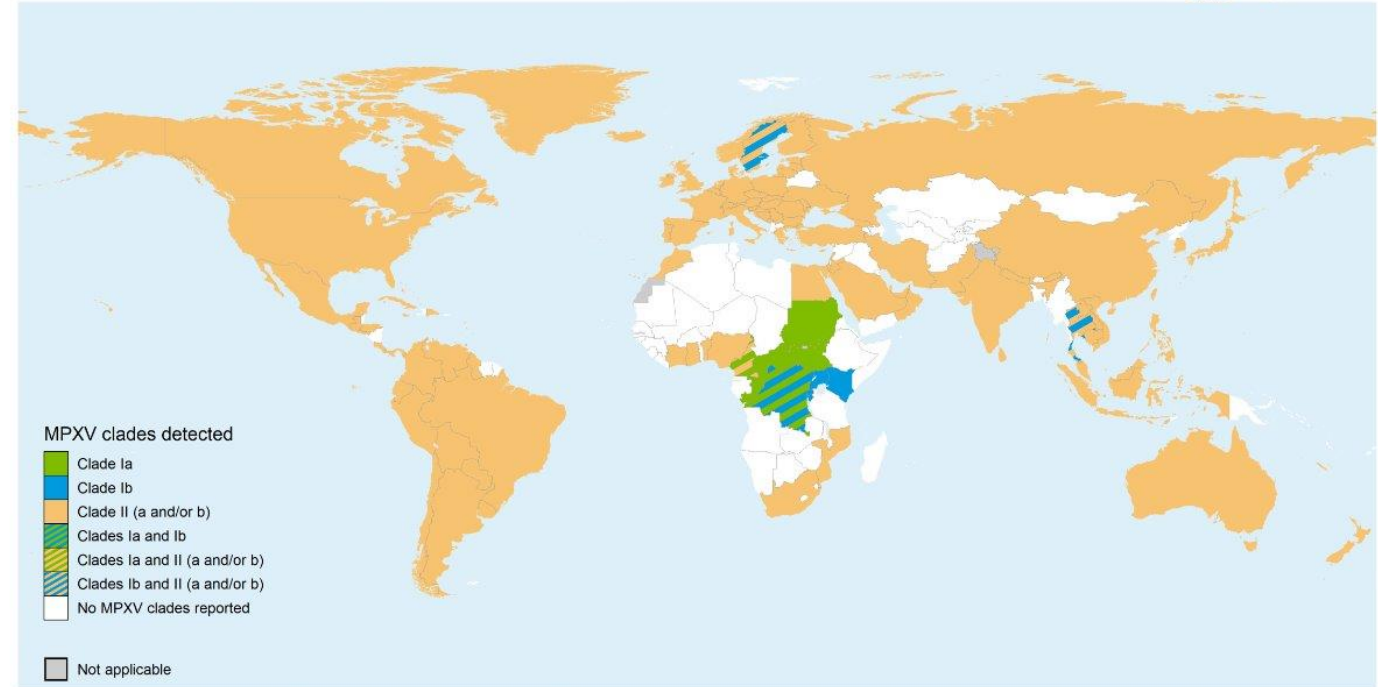 MPXV clades detected
Clade Ia
Clade Ib
Clade II (a and/or b)
Clades Ia and Ib
Clades Ia and II (a and/or b)
Clades Ib and II (a and/or b)
No MPXV clades reported
Not applicable